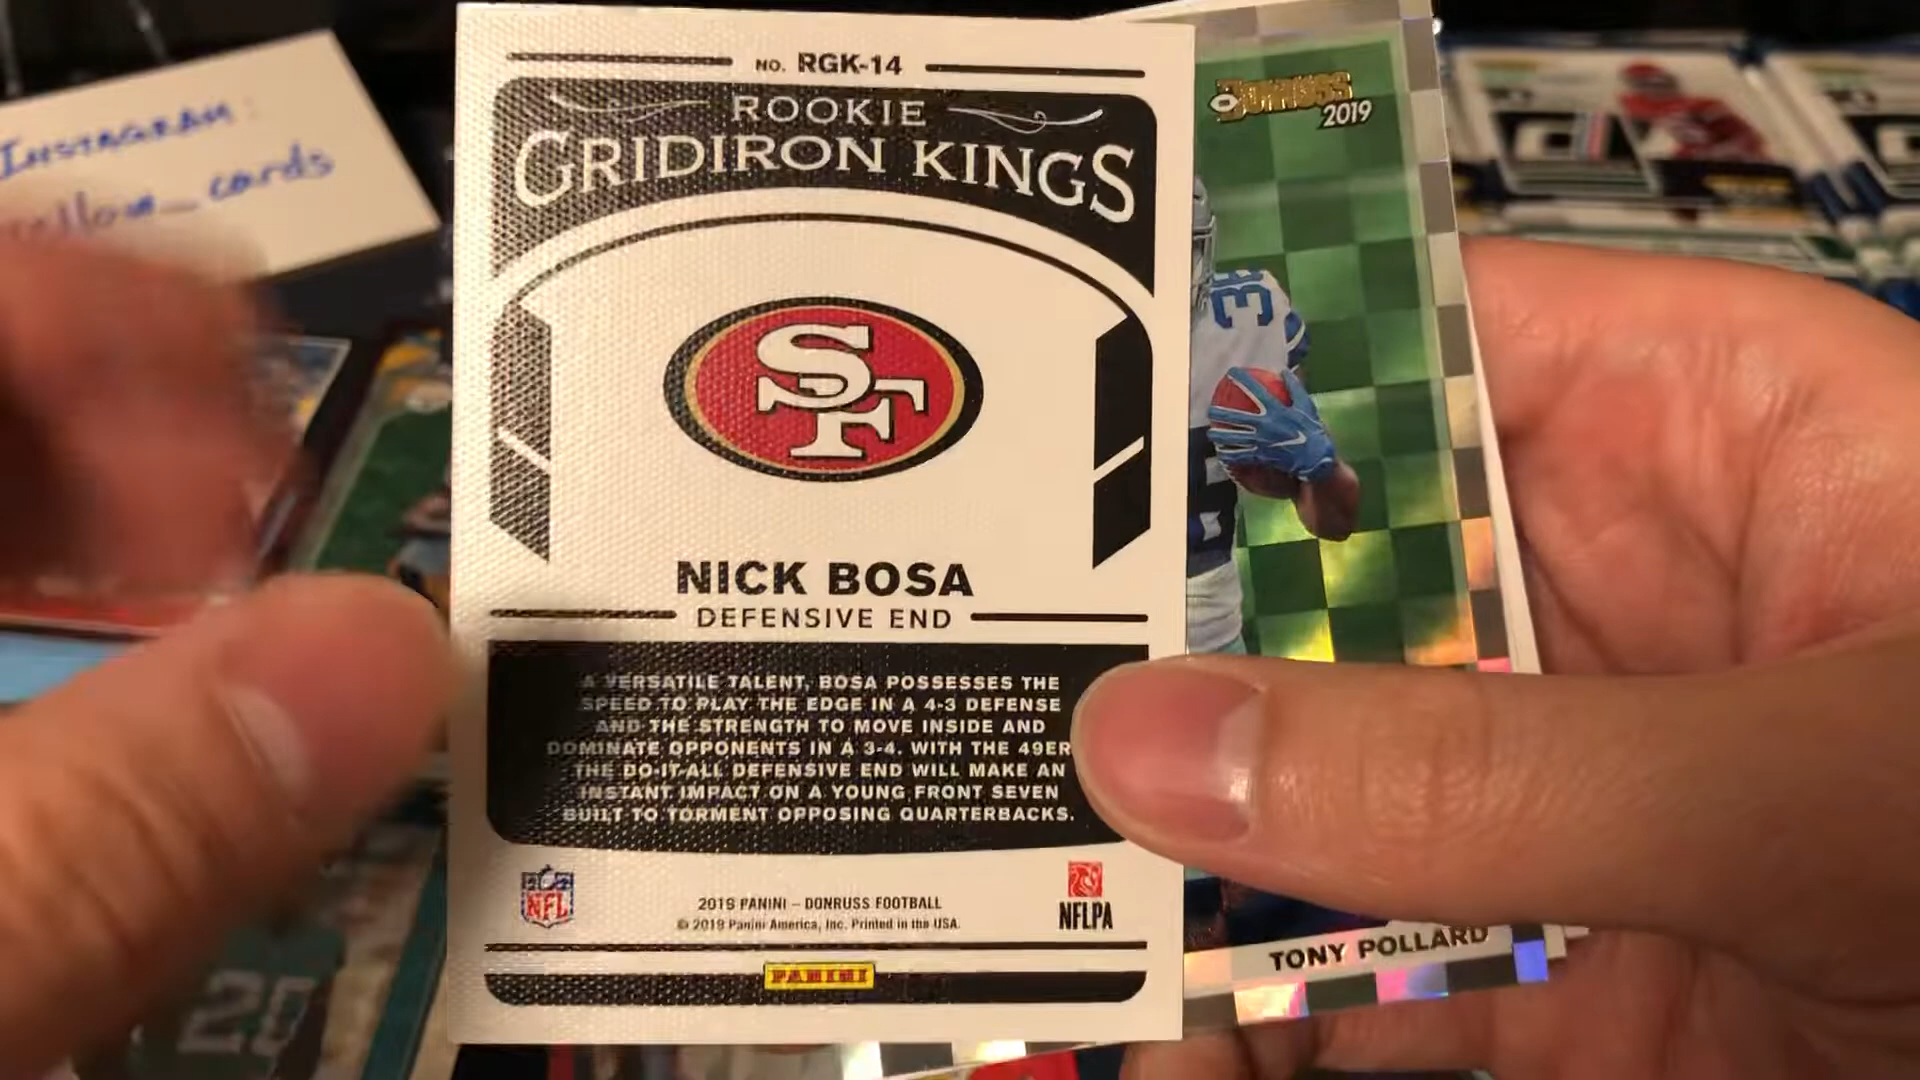 INSTAGRAM:
cards
NO. RGK-14
ROOKIE
GRIDIRON KINGS
SF
NICK BOSA
DEFENSIVE END
A VERSATILE TALENT, BOSA POSSESSES THE
SPEED TO PLAY THE EDGE IN A 4-3 DEFENSE
AND THE STRENGTH TO MOVE INSIDE AND
DOMINATE OPPONENTS IN A 3-4. WITH THE 49ER
THE DO-IT-ALL DEFENSIVE END WILL MAKE AN
INSTANT IMPACT ON A YOUNG FRONT SEVEN
BUILT TO TORMENT OPPOSING QUARTERBACKS.
NFL
NFLPA
2019 PANINI – DONRUSS FOOTBALL
© 2019 Panini America, Inc. Printed in the USA.
PANINI
DONRUSS
2019
TONY POLLARD
20